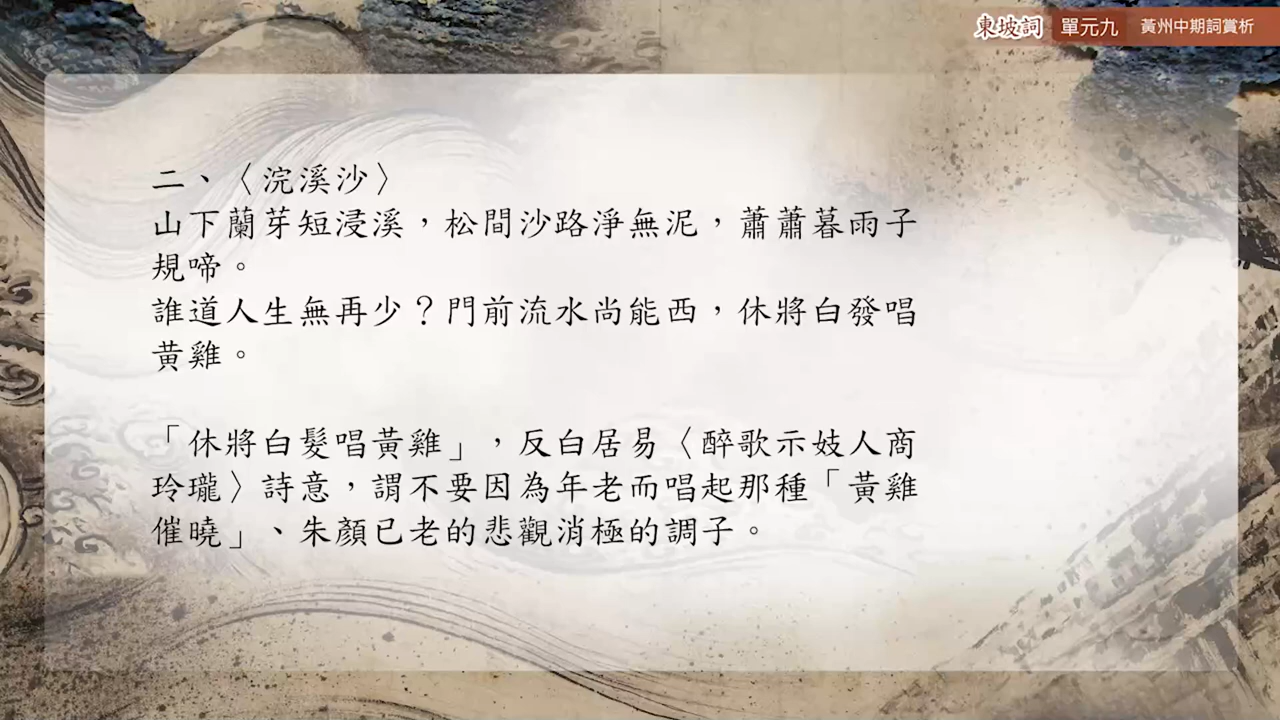 東坡詞 單元九 黃州中期詞賞析
二、〈浣溪沙〉
山下蘭芽短浸溪，松間沙路淨無泥，蕭蕭暮雨子
規啼。
誰道人生無再少？門前流水尚能西，休將白發唱
黃雞。
「休將白髮唱黃雞」，反白居易〈醉歌示妓人商
玲瓏〉詩意，謂不要因為年老而唱起那種「黃雞
催曉」、朱顏已老的悲觀消極的調子。